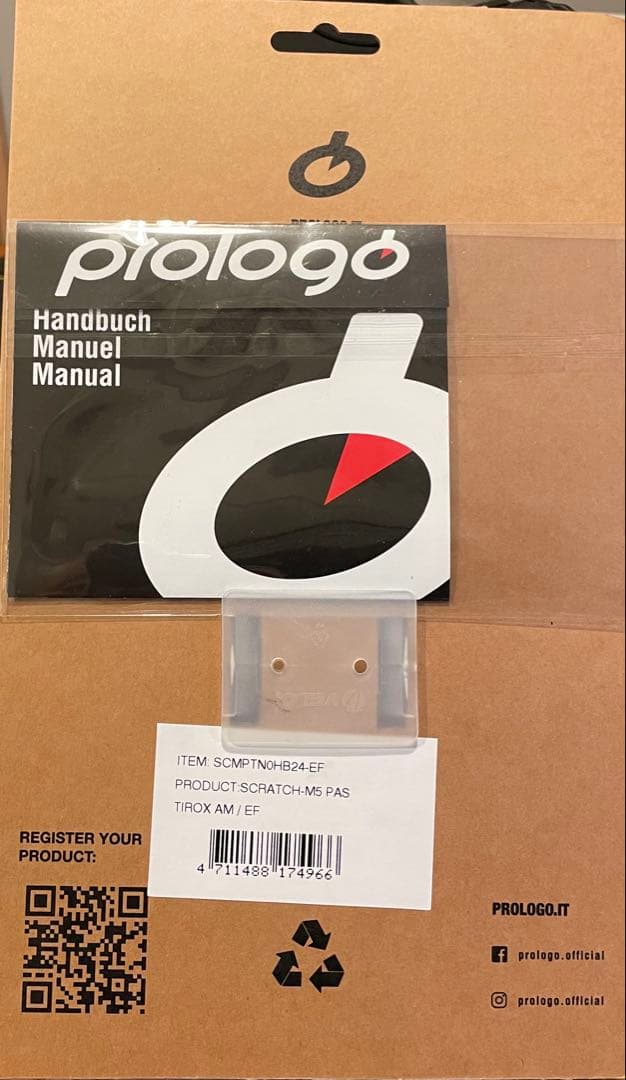 prologo
Handbuch
Manuel
Manual
VELO
ITEM: SCMPTN0HB24-EF
PRODUCT:SCRATCH-M5 PAS
TIROX AM / EF
4 711488 174966
REGISTER YOUR
PRODUCT:
PROLOGO.IT
prologo.official
prologo.official